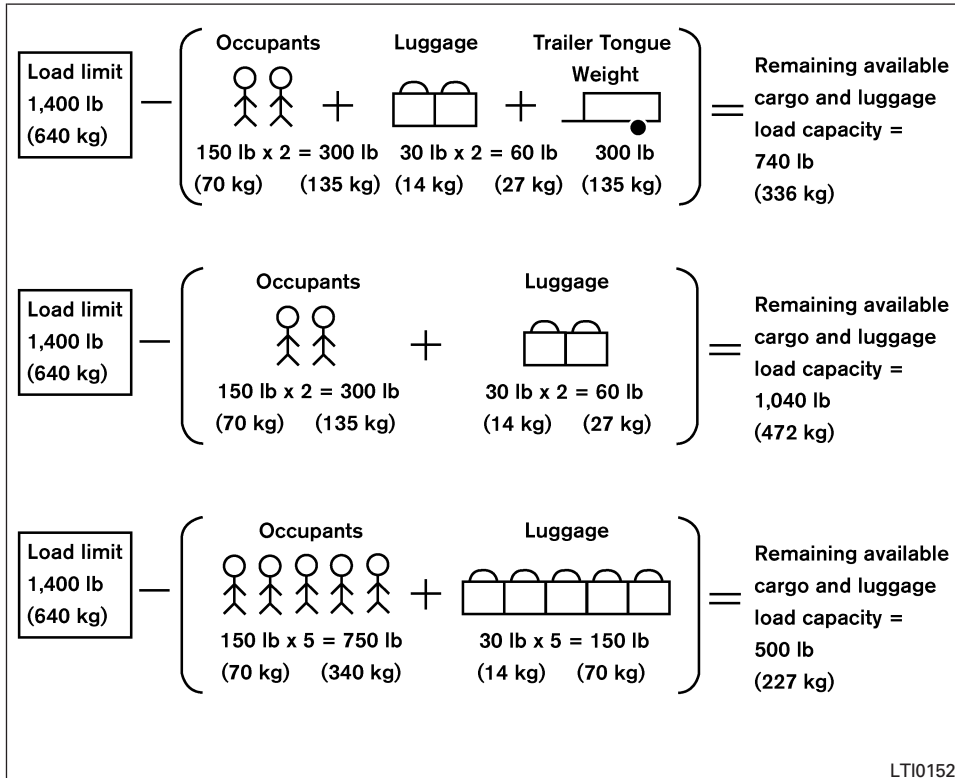 Occupants
Luggage
Trailer Tongue
Weight
Load limit
1,400 lb
(640 kg)
150 lb x 2 = 300 lb
(70 kg) (135 kg)
30 lb x 2 = 60 lb
(14 kg) (27 kg)
300 lb
(135 kg)
Remaining available
cargo and luggage
load capacity =
740 lb
(336 kg)
Occupants
Luggage
Load limit
1,400 lb
(640 kg)
150 lb x 2 = 300 lb
(70 kg) (135 kg)
30 lb x 2 = 60 lb
(14 kg) (27 kg)
Remaining available
cargo and luggage
load capacity =
1,040 lb
(472 kg)
Occupants
Luggage
Load limit
1,400 lb
(640 kg)
150 lb x 5 = 750 lb
(70 kg) (340 kg)
30 lb x 5 = 150 lb
(14 kg) (70 kg)
Remaining available
cargo and luggage
load capacity =
500 lb
(227 kg)
LTI0152